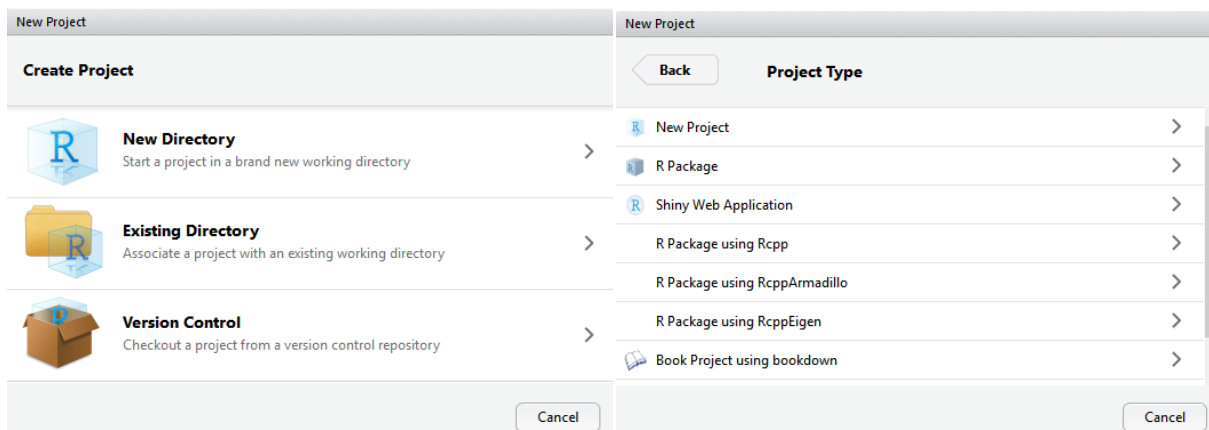 New Project
Create Project
New Directory
Start a project in a brand new working directory
Existing Directory
Associate a project with an existing working directory
Version Control
Checkout a project from a version control repository
Cancel
New Project
Back
Project Type
R New Project
R R Package
R Shiny Web Application
R Package using Rcpp
R Package using RcppArmadillo
R Package using RcppEigen
Book Project using bookdown
Cancel